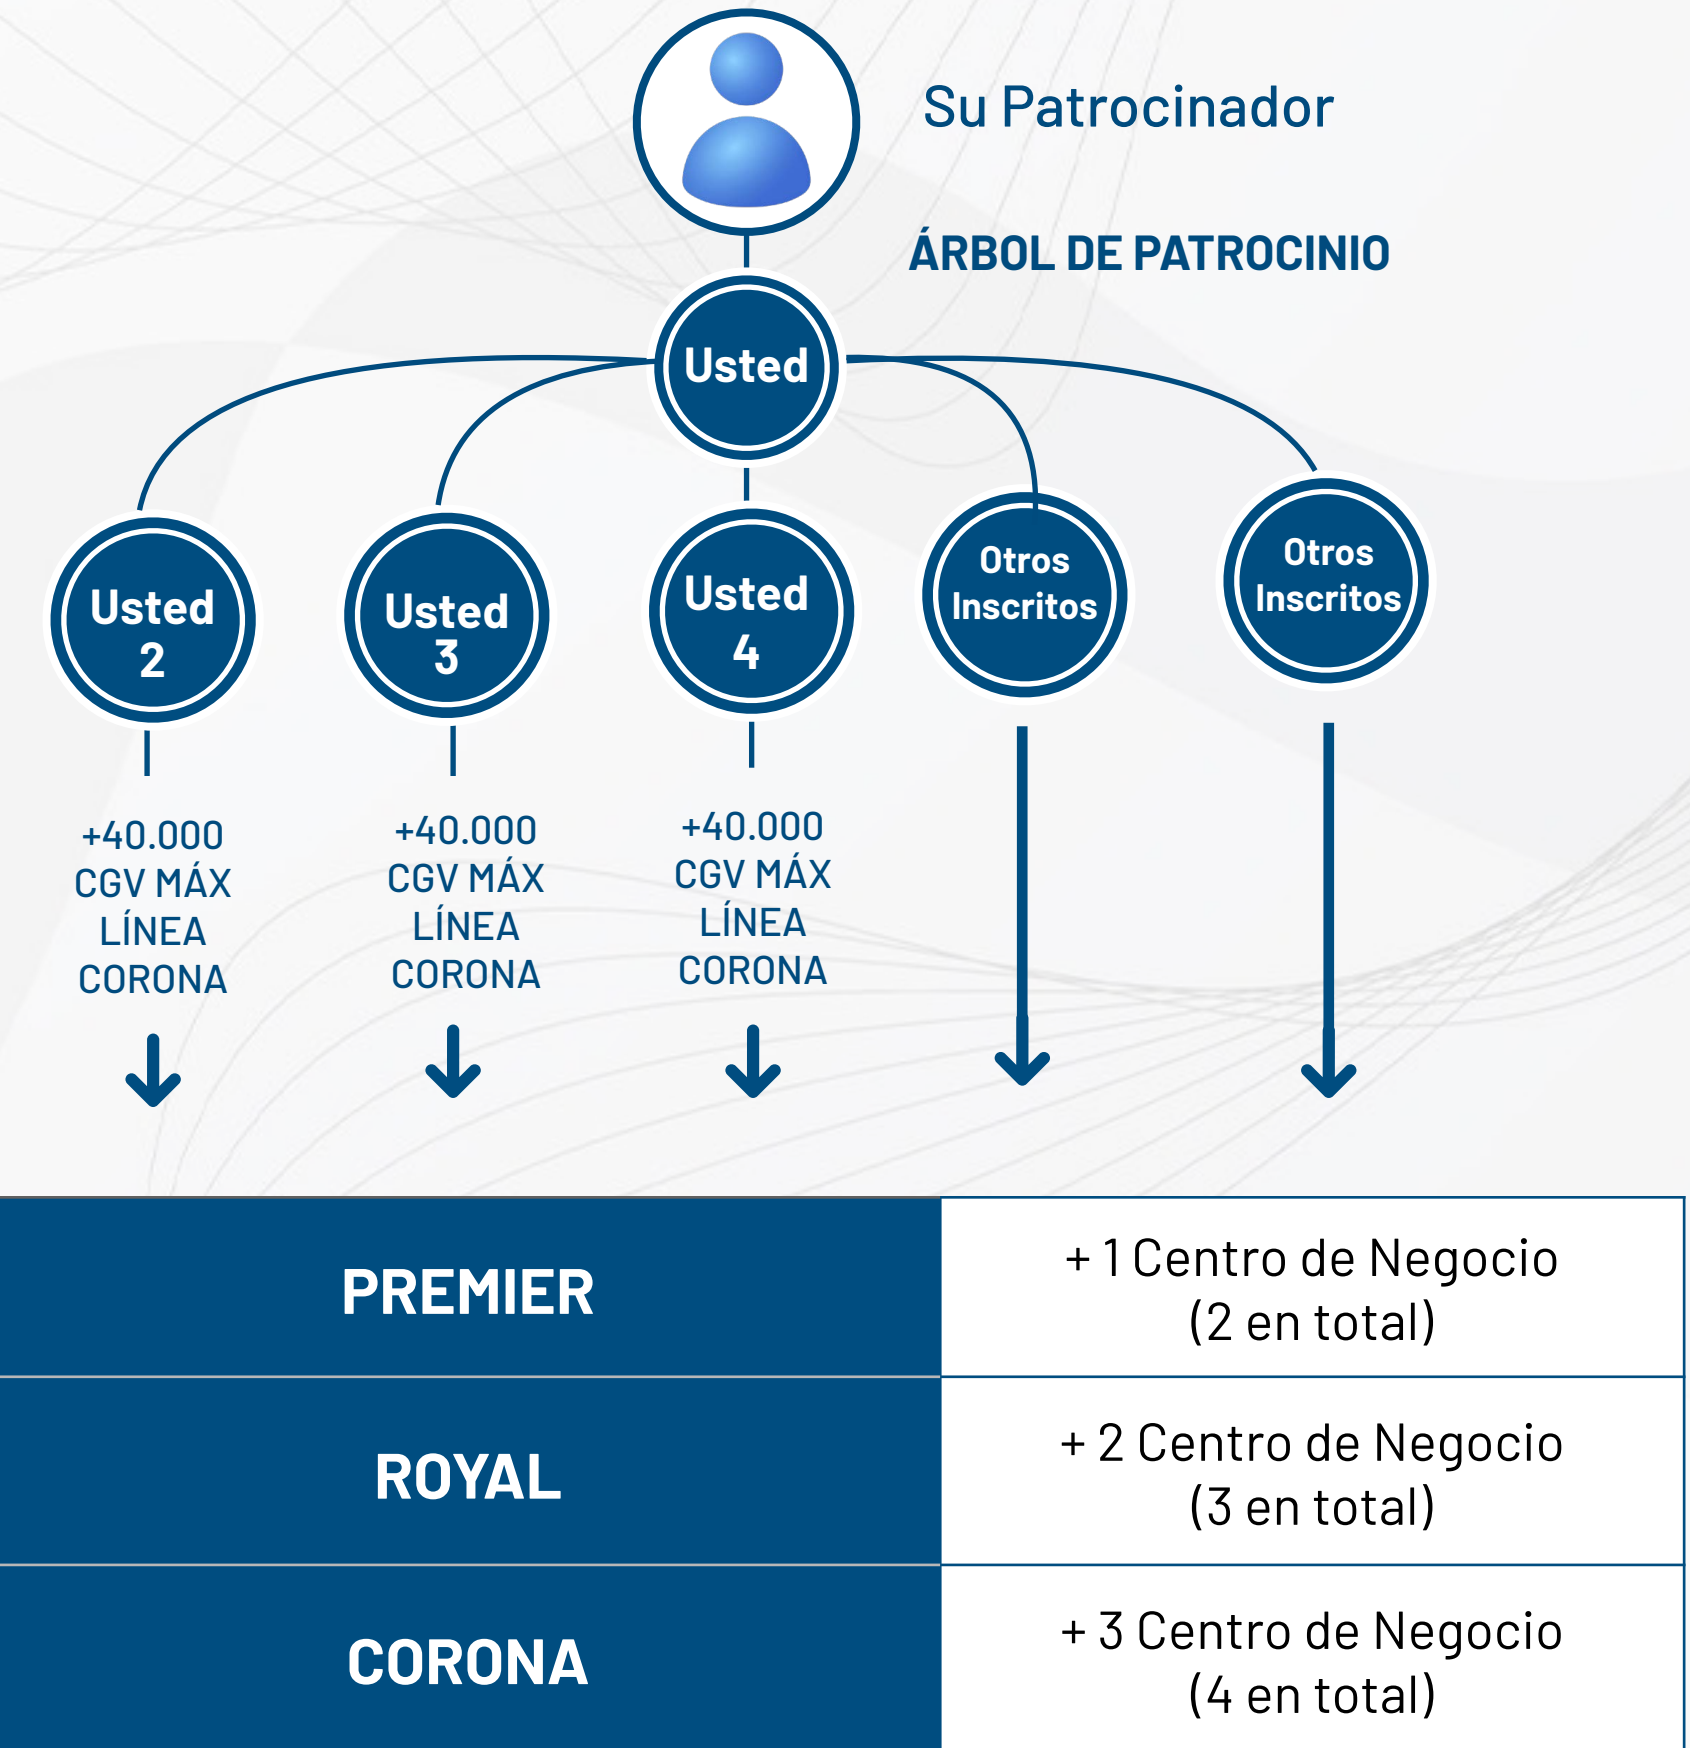 Su Patrocinador
ÁRBOL DE PATROCINIO
Usted
Usted
2
Usted
3
Usted
4
Otros
Inscritos
Otros
Inscritos
+40.000
CGV MÁX
LÍNEA
CORONA
+40.000
CGV MÁX
LÍNEA
CORONA
+40.000
CGV MÁX
LÍNEA
CORONA
PREMIER
+ 1 Centro de Negocio
(2 en total)
ROYAL
+ 2 Centro de Negocio
(3 en total)
CORONA
+ 3 Centro de Negocio
(4 en total)